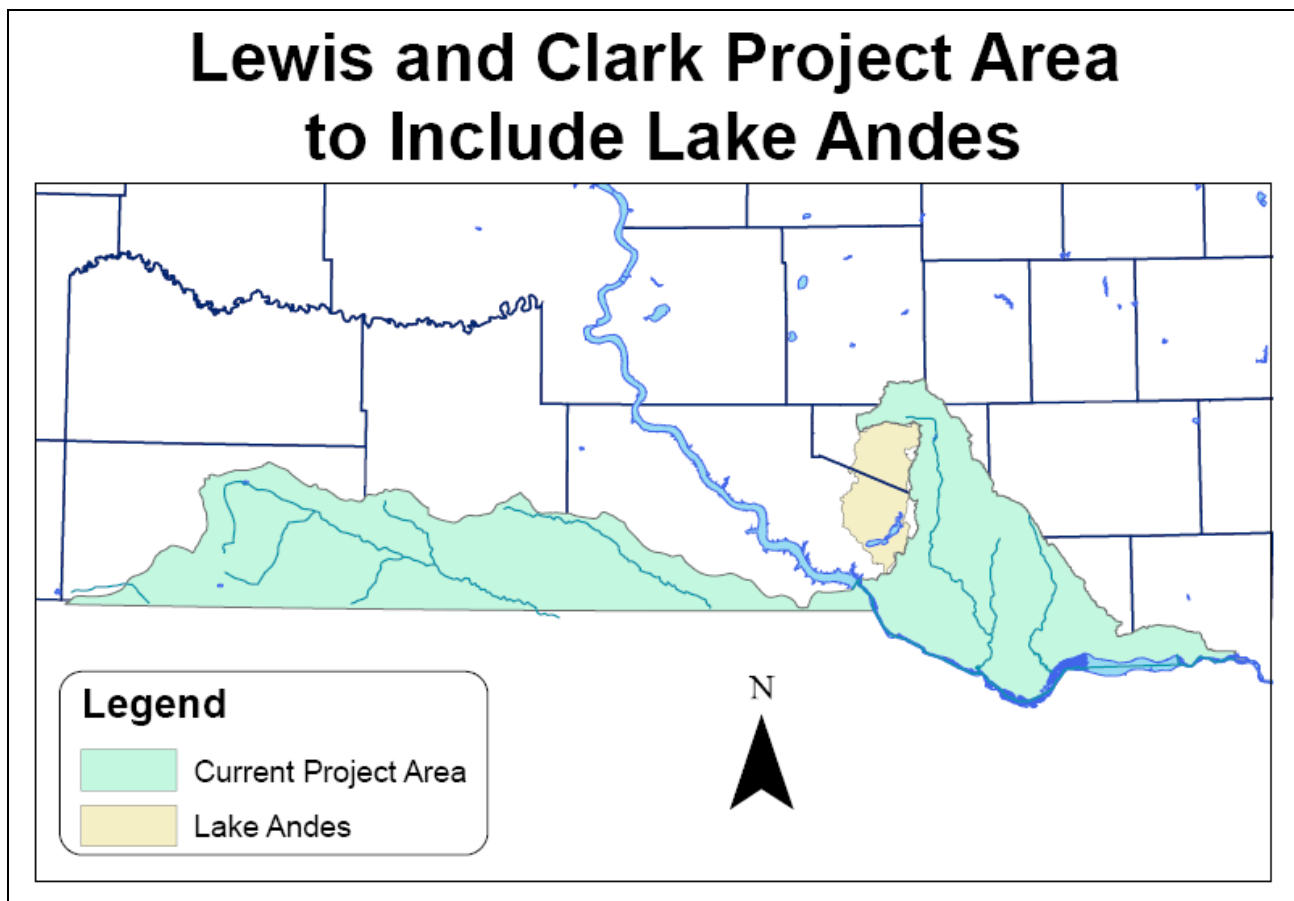 Lewis and Clark Project Area
to Include Lake Andes
N
Legend
Current Project Area
Lake Andes